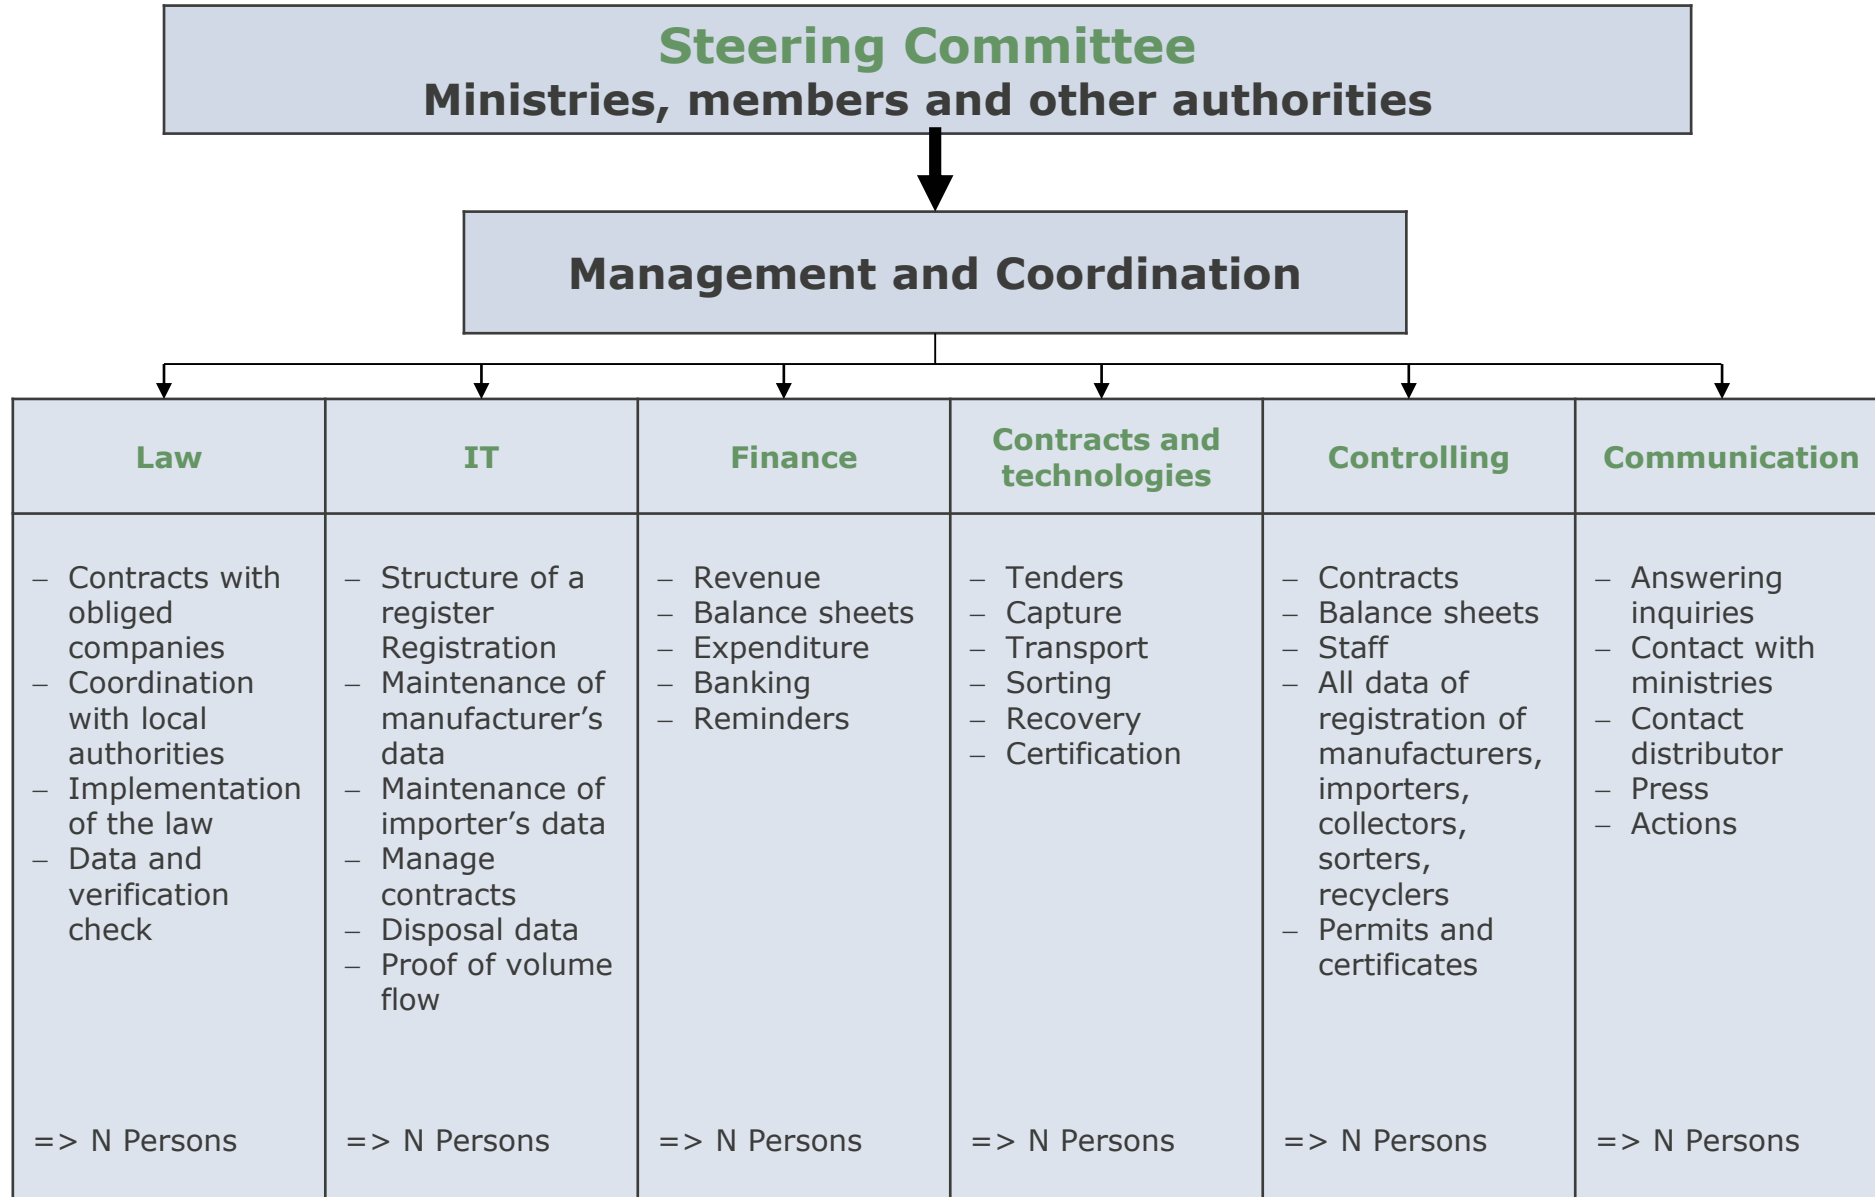 Steering Committee
Ministries, members and other authorities
Management and Coordination
Law
IT
Finance
Contracts and
technologies
Controlling
Communication
– Contracts with
obliged
companies
– Coordination
with local
authorities
– Implementation
of the law
– Data and
verification
check
=> N Persons
– Structure of a
register
Registration
– Maintenance of
manufacturer’s
data
– Maintenance of
importer’s data
– Manage
contracts
– Disposal data
– Proof of volume
flow
=> N Persons
– Revenue
– Balance sheets
– Expenditure
– Banking
– Reminders
=> N Persons
– Tenders
– Capture
– Transport
– Sorting
– Recovery
– Certification
=> N Persons
– Contracts
– Balance sheets
– Staff
– All data of
registration of
manufacturers,
importers,
collectors,
sorters,
recyclers
– Permits and
certificates
=> N Persons
– Answering
inquiries
– Contact with
ministries
– Contact
distributor
– Press
– Actions
=> N Persons